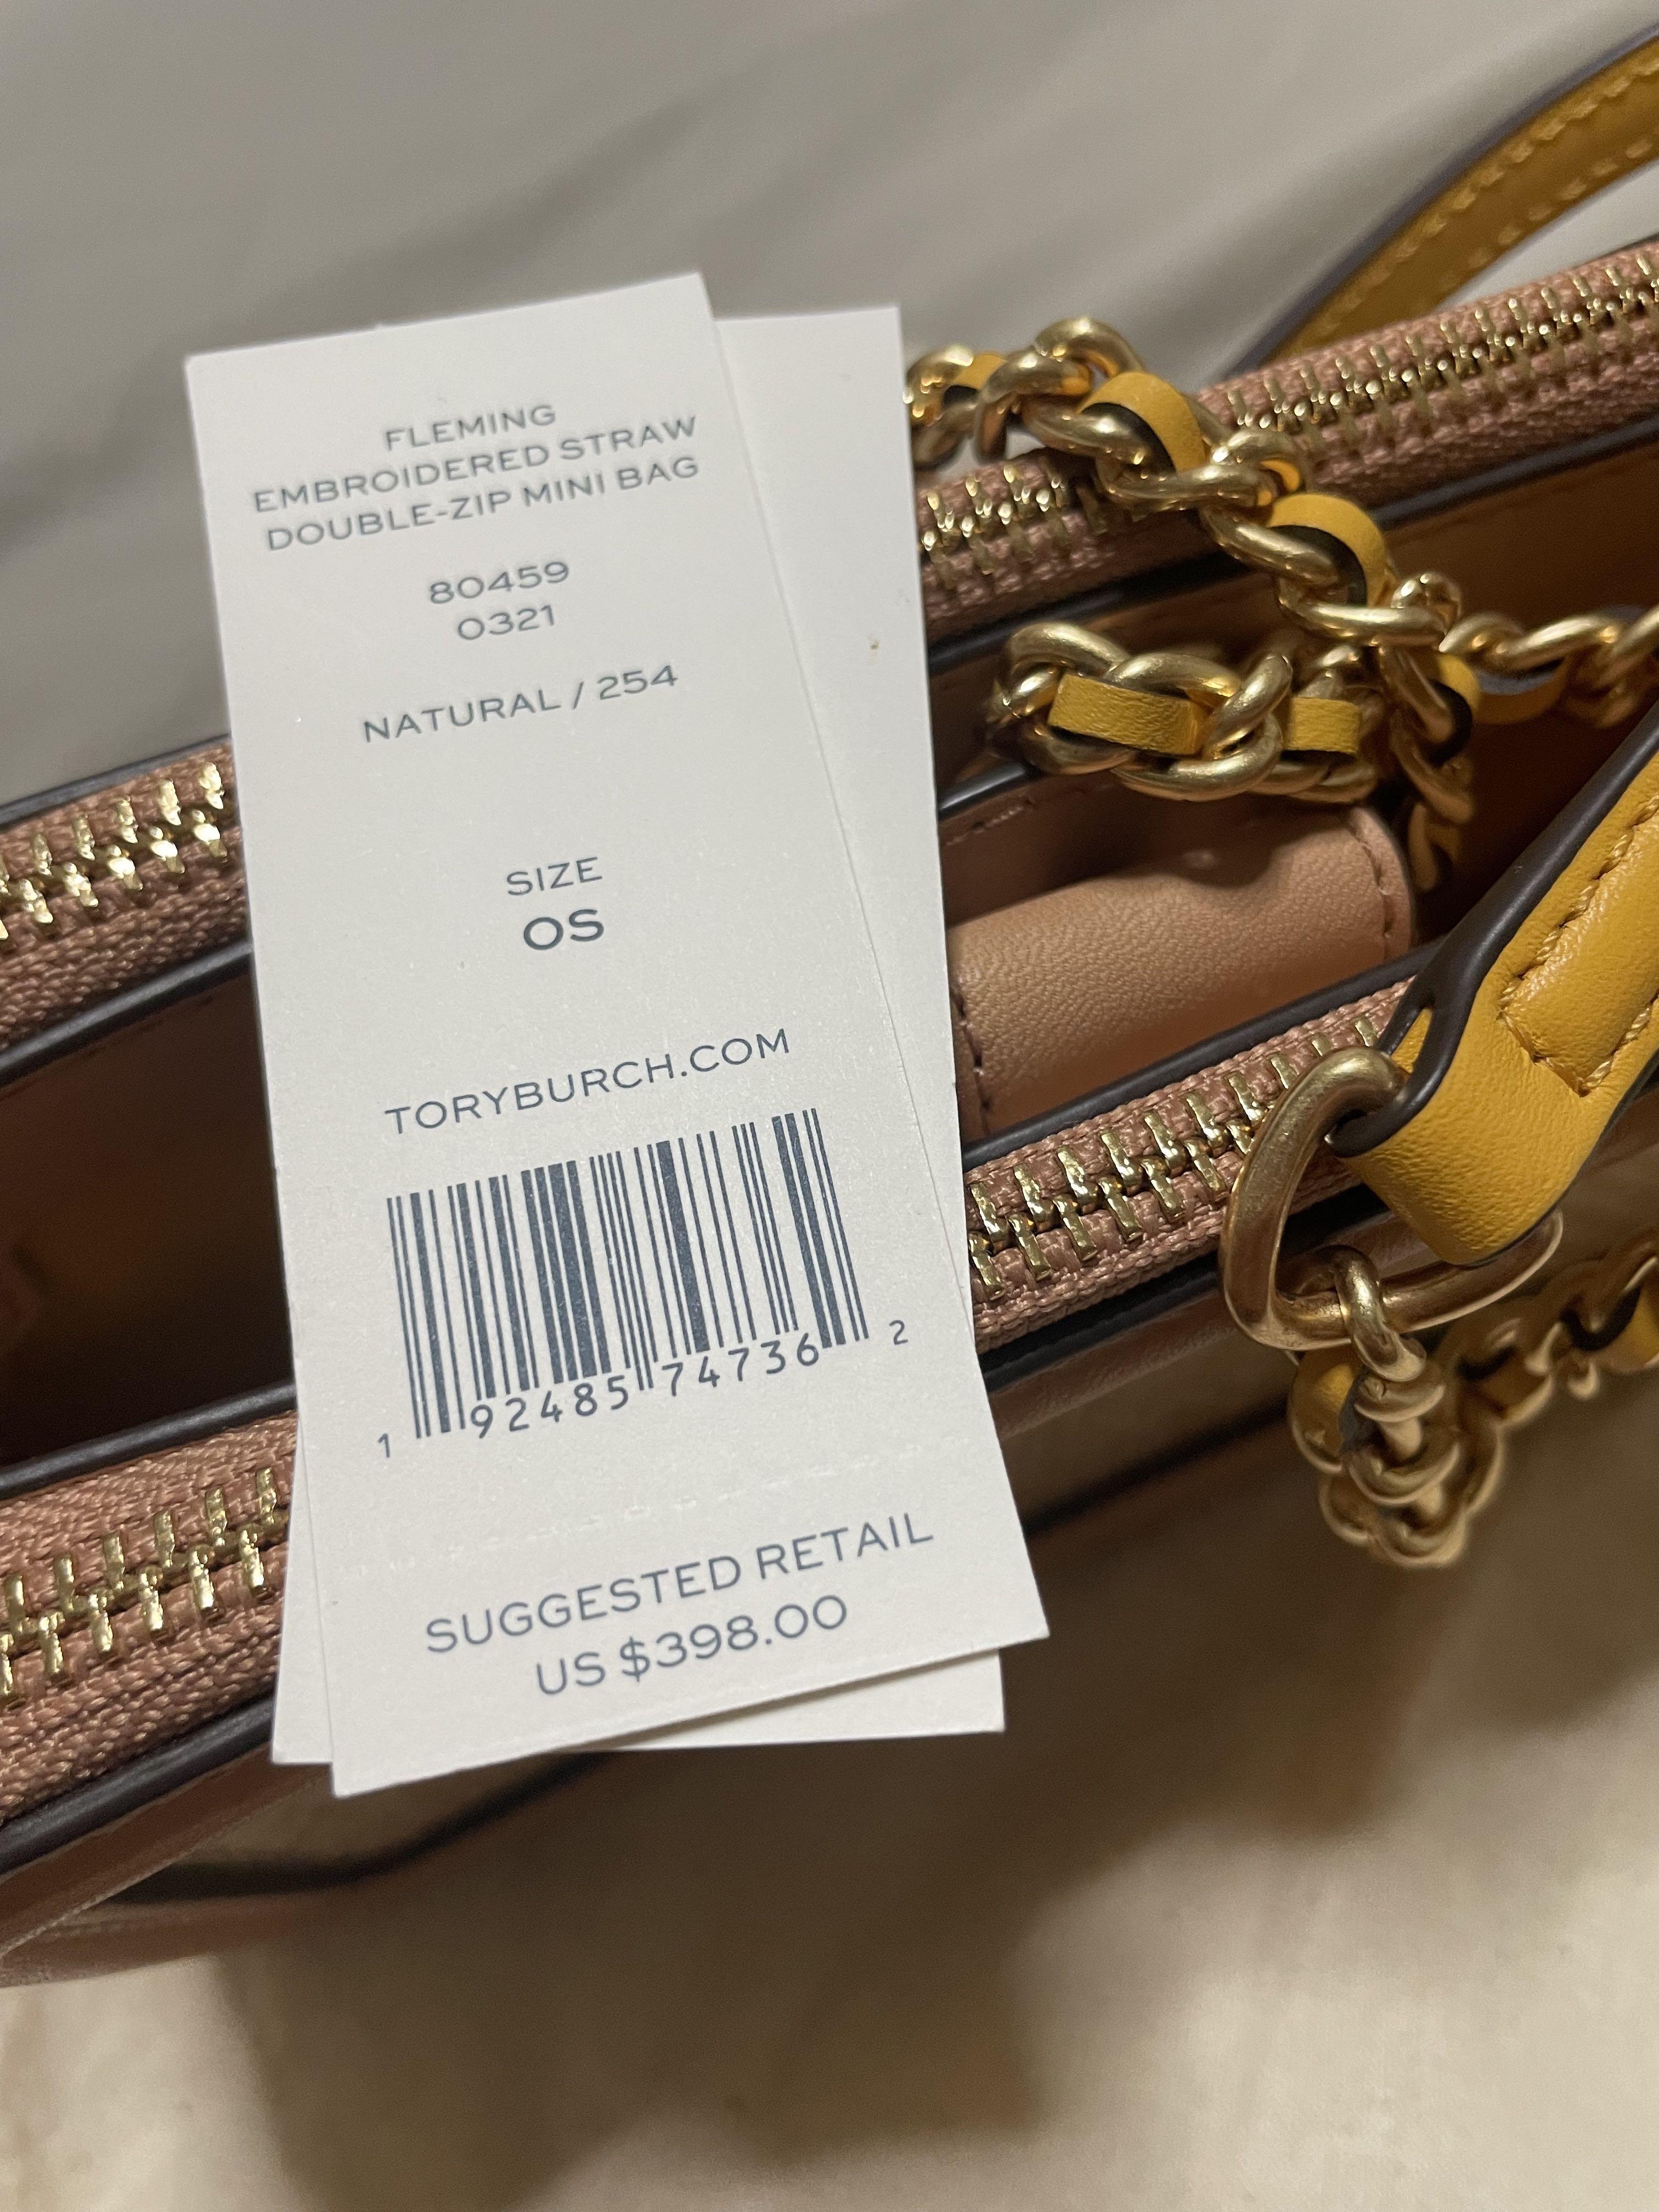 FLEMING
EMBROIDERED STRAW
DOUBLE-ZIP MINI BAG
80459
0321
NATURAL / 254
SIZE
OS
TORYBURCH.COM
1 92485 74736 2
SUGGESTED RETAIL
US $398.00